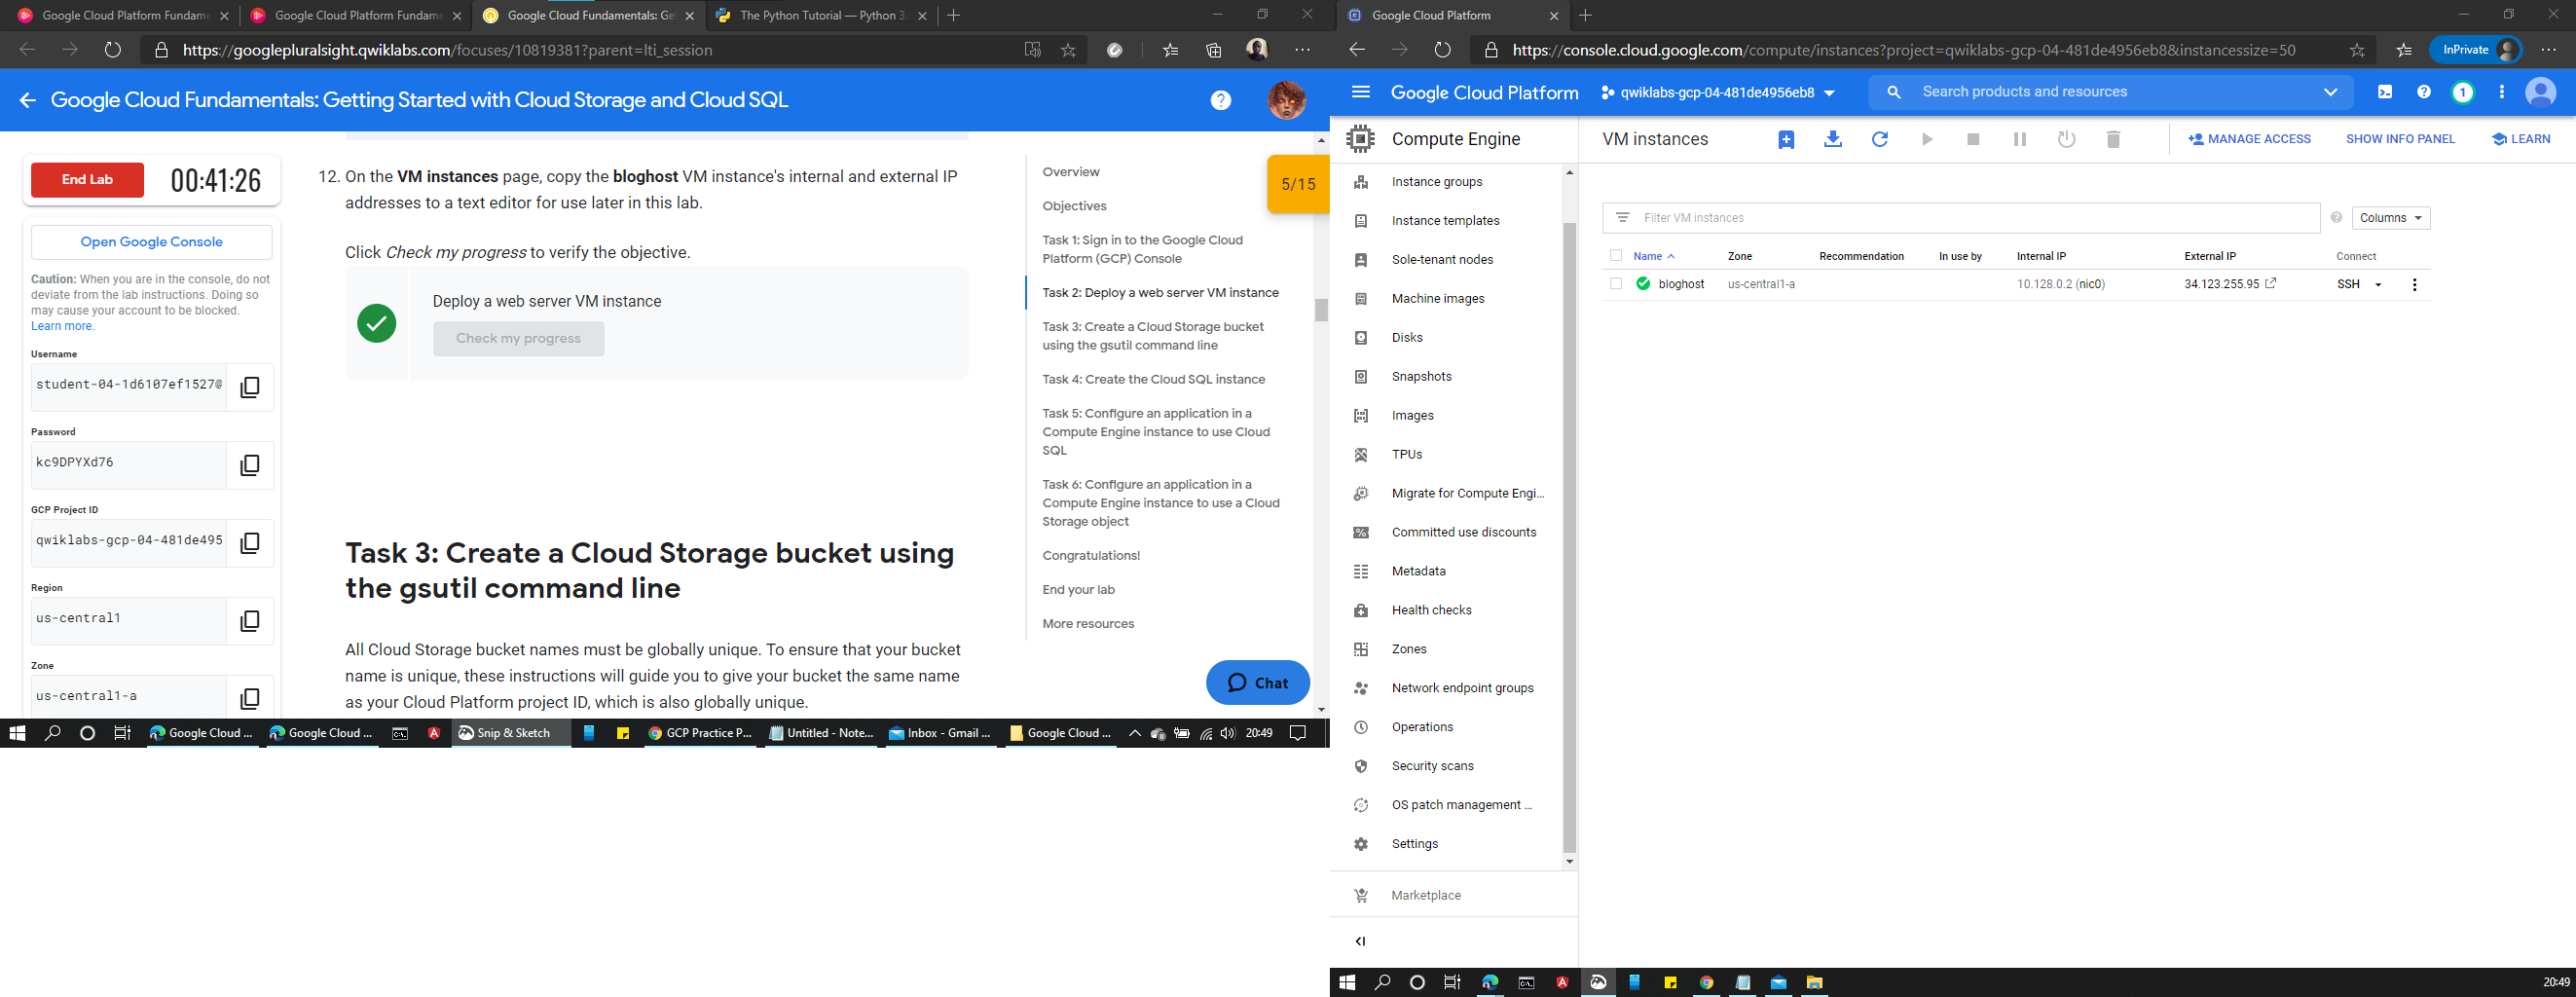 Google Cloud Platform Fundame
Google Cloud Platform Fundame
Google Cloud Fundamentals: Ge
The Python Tutorial — Python 3.
https://googlepluralsight.qwiklabs.com/focuses/10819381?parent=lti_session
Google Cloud Fundamentals: Getting Started with Cloud Storage and Cloud SQL
End Lab
00:41:26
Open Google Console
Caution: When you are in the console, do not
deviate from the lab instructions. Doing so
may cause your account to be blocked.
Learn more.
Username
student-04-1d6107ef1527@
Password
kc9DPYXd76
GCP Project ID
qwiklabs-gcp-04-481de495
Region
us-central1
Zone
us-central1-a
12. On the VM instances page, copy the bloghost VM instance's internal and external IP
addresses to a text editor for use later in this lab.
Click Check my progress to verify the objective.
Deploy a web server VM instance
Check my progress
Task 3: Create a Cloud Storage bucket using
the gsutil command line
All Cloud Storage bucket names must be globally unique. To ensure that your bucket
name is unique, these instructions will guide you to give your bucket the same name
as your Cloud Platform project ID, which is also globally unique.
Overview
Objectives
Task 1: Sign in to the Google Cloud
Platform (GCP) Console
Task 2: Deploy a web server VM instance
Task 3: Create a Cloud Storage bucket
using the gsutil command line
Task 4: Create the Cloud SQL instance
Task 5: Configure an application in a
Compute Engine instance to use Cloud
SQL
Task 6: Configure an application in a
Compute Engine instance to use a Cloud
Storage object
Congratulations!
End your lab
More resources
5/15
Chat
Google Cloud ...
Google Cloud ...
Snip & Sketch
GCP Practice P...
Untitled - Note...
Inbox - Gmail ...
Google Cloud ...
20:49
Google Cloud Platform
https://console.cloud.google.com/compute/instances?project=qwiklabs-gcp-04-481de4956eb8&instancessize=50
InPrivate
Google Cloud Platform
qwiklabs-gcp-04-481de4956eb8
Search products and resources
1
Compute Engine
VM instances
MANAGE ACCESS
SHOW INFO PANEL
LEARN
Instance groups
Instance templates
Sole-tenant nodes
Machine images
Disks
Snapshots
Images
TPUs
Migrate for Compute Engi...
Committed use discounts
Metadata
Health checks
Zones
Network endpoint groups
Operations
Security scans
OS patch management ...
Settings
Marketplace
Filter VM instances
Columns
Name Zone Recommendation In use by Internal IP External IP Connect
bloghost us-central1-a 10.128.0.2 (nic0) 34.123.255.95 SSH
20:49